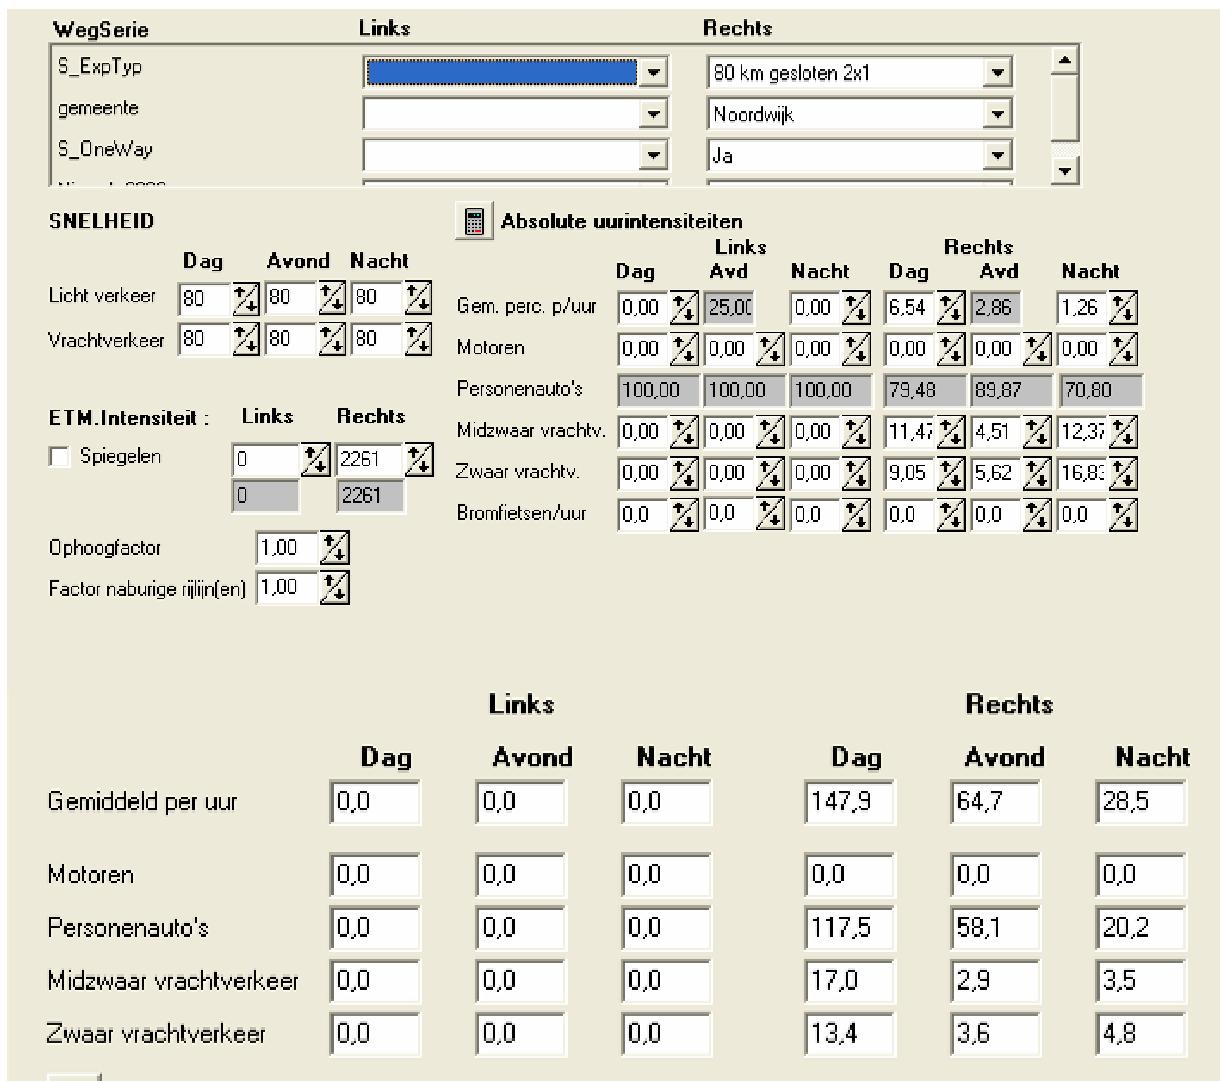 WegSerie Links Rechts
S_ExpTyp 80 km gesloten 2x1
gemeente Noordwijk
S_OneWay Ja
SNELHEID Absolute uurintensiteiten
Links Rechts
Dag Avond Nacht Dag Avd Nacht Dag Avd Nacht
Licht verkeer 80 80 80 Gem. perc. p/uur 0,00 25,00 0,00 6,54 2,86 1,26
Vrachtverkeer 80 80 80 Motoren 0,00 0,00 0,00 0,00 0,00 0,00
Personenauto's 100,00 100,00 100,00 79,48 89,87 70,80
ETM.Intensiteit : Links Rechts Midzwaar vrachtv. 0,00 0,00 0,00 11,47 4,51 12,37
Spiegelen 0 2261 Zwaar vrachtv. 0,00 0,00 0,00 9,05 5,62 16,83
0 2261 Bromfietsen/uur 0,0 0,0 0,0 0,0 0,0 0,0
Ophoogfactor 1,00
Factor naburige rijlijn(en) 1,00
Links Rechts
Dag Avond Nacht Dag Avond Nacht
Gemiddeld per uur 0,0 0,0 0,0 147,9 64,7 28,5
Motoren 0,0 0,0 0,0 0,0 0,0 0,0
Personenauto's 0,0 0,0 0,0 117,5 58,1 20,2
Midzwaar vrachtverkeer 0,0 0,0 0,0 17,0 2,9 3,5
Zwaar vrachtverkeer 0,0 0,0 0,0 13,4 3,6 4,8